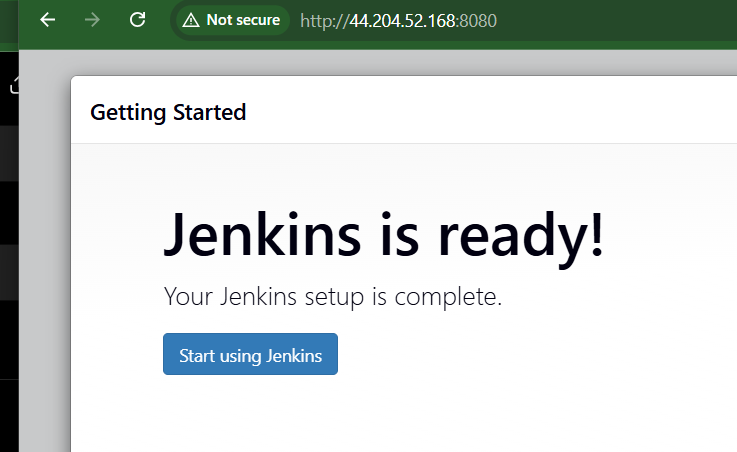 Not secure http://44.204.52.168:8080
Getting Started
Jenkins is ready!
Your Jenkins setup is complete.
Start using Jenkins